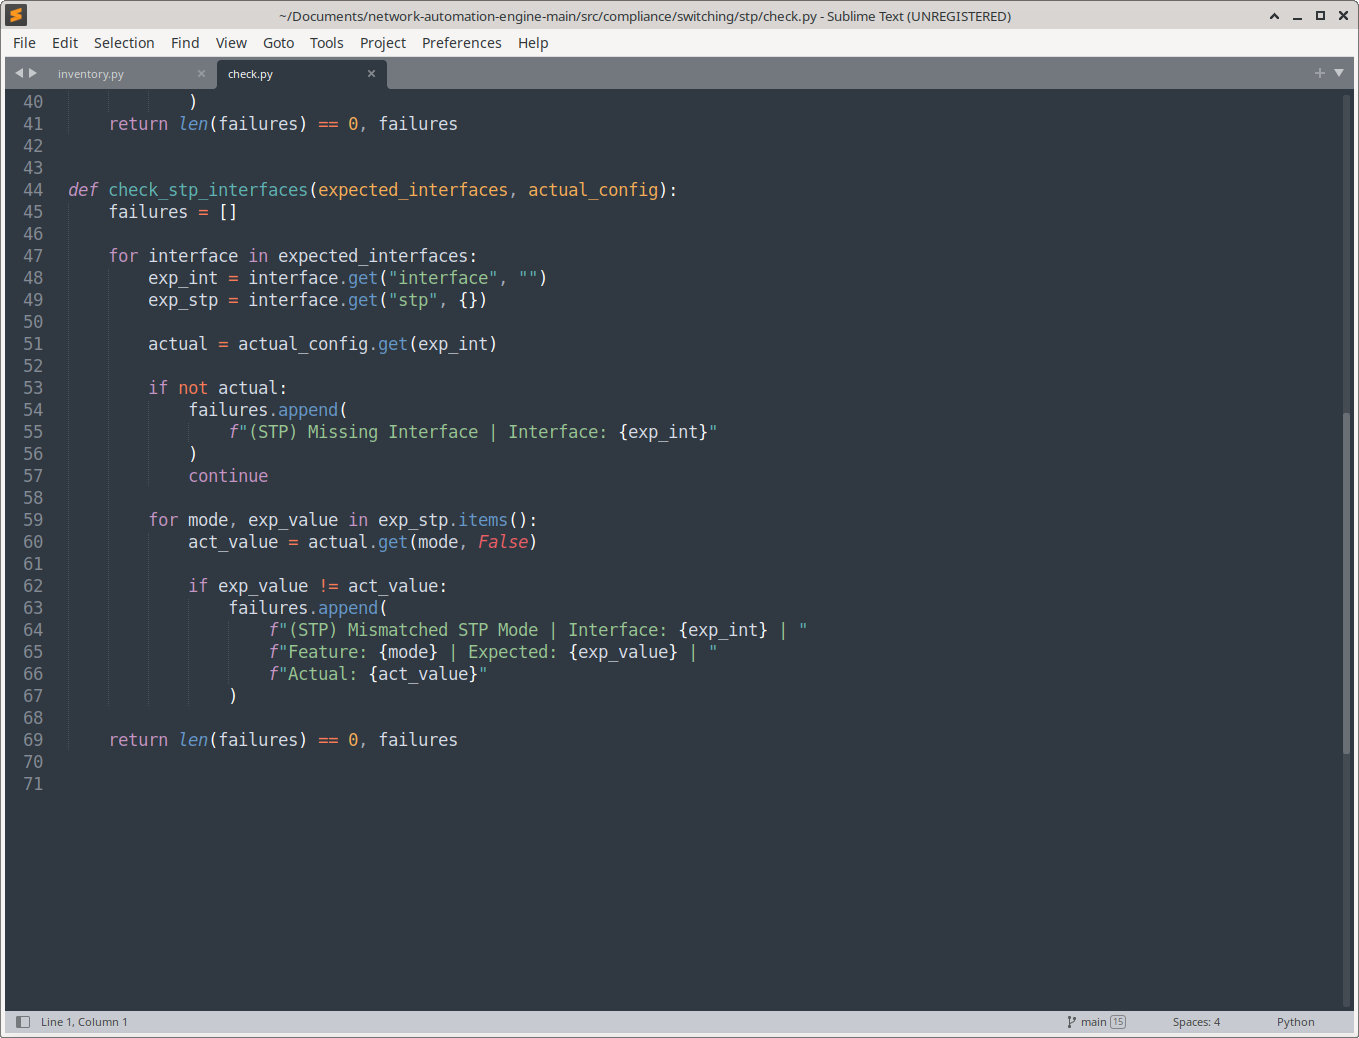 ~/Documents/network-automation-engine-main/src/compliance/switching/stp/check.py - Sublime Text (UNREGISTERED)
File Edit Selection Find View Goto Tools Project Preferences Help
inventory.py check.py
40             )
41     return len(failures) == 0, failures
42
43
44 def check_stp_interfaces(expected_interfaces, actual_config):
45     failures = []
46
47     for interface in expected_interfaces:
48         exp_int = interface.get("interface", "")
49         exp_stp = interface.get("stp", {})
50
51         actual = actual_config.get(exp_int)
52
53         if not actual:
54             failures.append(
55                 f"(STP) Missing Interface | Interface: {exp_int}"
56             )
57             continue
58
59         for mode, exp_value in exp_stp.items():
60             act_value = actual.get(mode, False)
61
62             if exp_value != act_value:
63                 failures.append(
64                     f"(STP) Mismatched STP Mode | Interface: {exp_int} | "
65                     f"Feature: {mode} | Expected: {exp_value} | "
66                     f"Actual: {act_value}"
67                 )
68
69     return len(failures) == 0, failures
70
71
Line 1, Column 1 main 15 Spaces: 4 Python